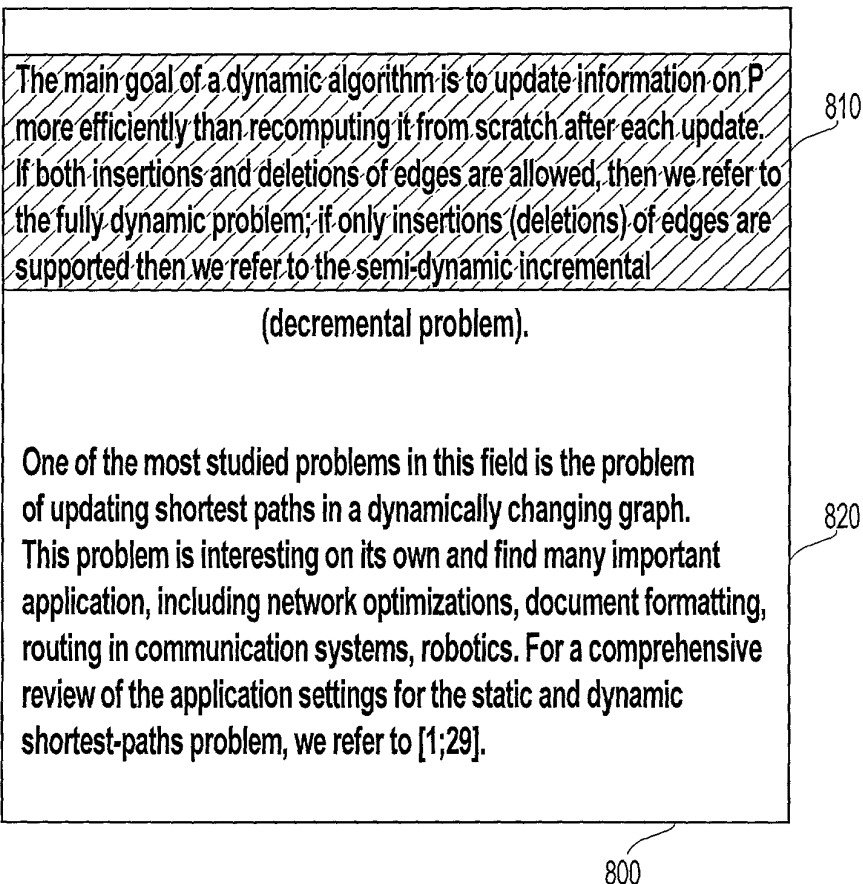 The main goal of a dynamic algorithm is to update information on P
more efficiently than recomputing it from scratch after each update.
If both insertions and deletions of edges are allowed, then we refer to
the fully dynamic problem; if only insertions (deletions) of edges are
supported then we refer to the semi-dynamic incremental
(decremental problem).
One of the most studied problems in this field is the problem
of updating shortest paths in a dynamically changing graph.
This problem is interesting on its own and find many important
application, including network optimizations, document formatting,
routing in communication systems, robotics. For a comprehensive
review of the application settings for the static and dynamic
shortest-paths problem, we refer to [1;29].
810
820
800